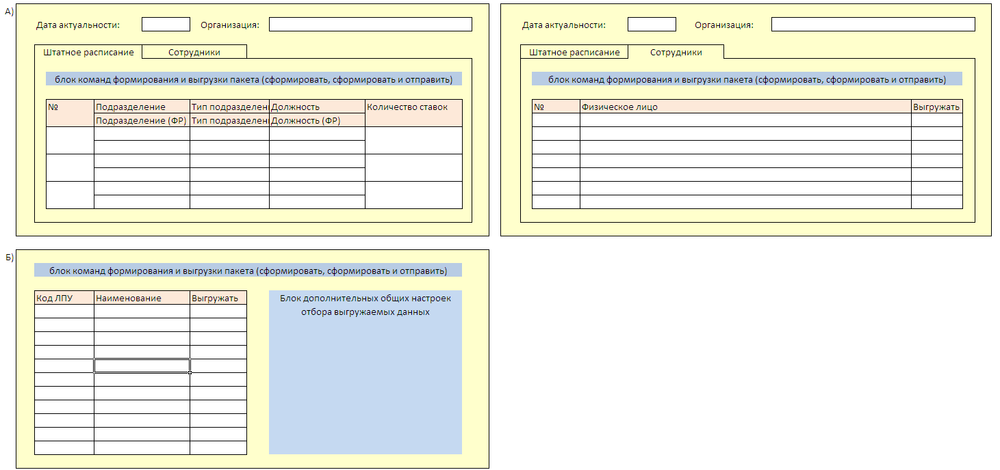 А)
Дата актуальности: Организация:
Штатное расписание Сотрудники
блок команд формирования и выгрузки пакета (сформировать, сформировать и отправить)
№ Подразделение Тип подразделен Должность Количество ставок
Подразделение (ФР) Тип подразделен Должность (ФР)
Дата актуальности: Организация:
Штатное расписание Сотрудники
блок команд формирования и выгрузки пакета (сформировать, сформировать и отправить)
№ Физическое лицо Выгружать
Б)
блок команд формирования и выгрузки пакета (сформировать, сформировать и отправить)
Код ЛПУ Наименование Выгружать
Блок дополнительных общих настроек
отбора выгружаемых данных